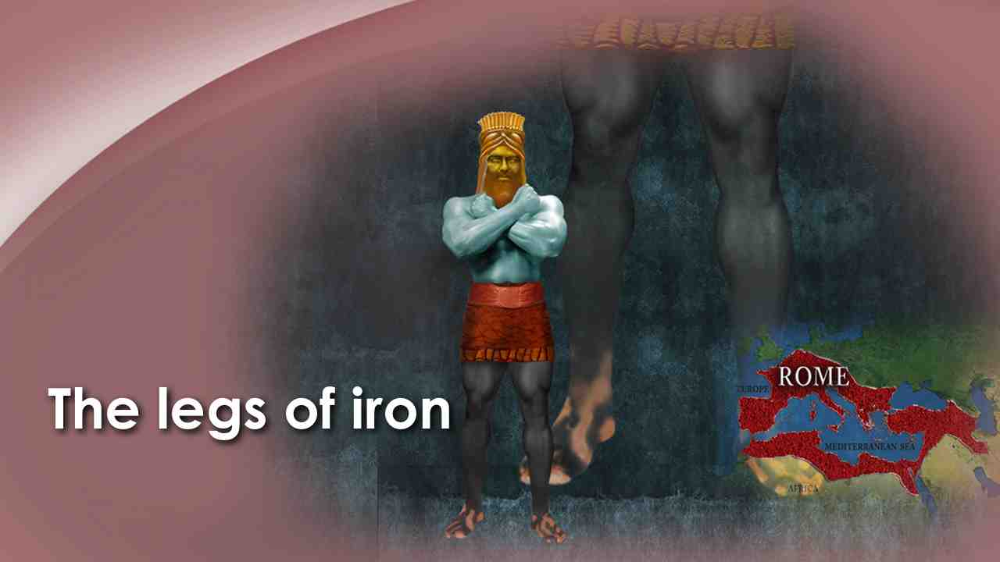 ROME
EUROPE
The legs of iron
MEDITERRANEAN SEA
AFRICA